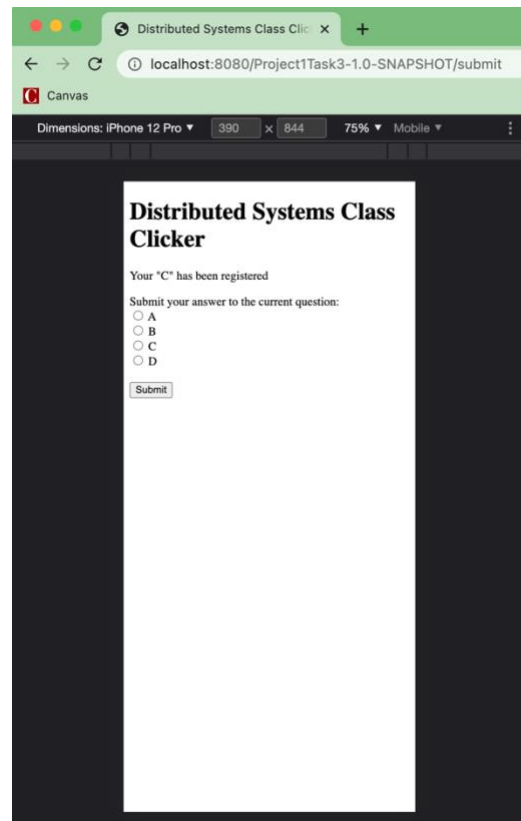 Distributed Systems Class Clic
localhost:8080/Project1Task3-1.0-SNAPSHOT/submit
Canvas
Dimensions: iPhone 12 Pro ▼ 390 × 844 75% ▼ Mobile ▼
Distributed Systems Class
Clicker
Your "C" has been registered
Submit your answer to the current question:
A
B
C
D
Submit